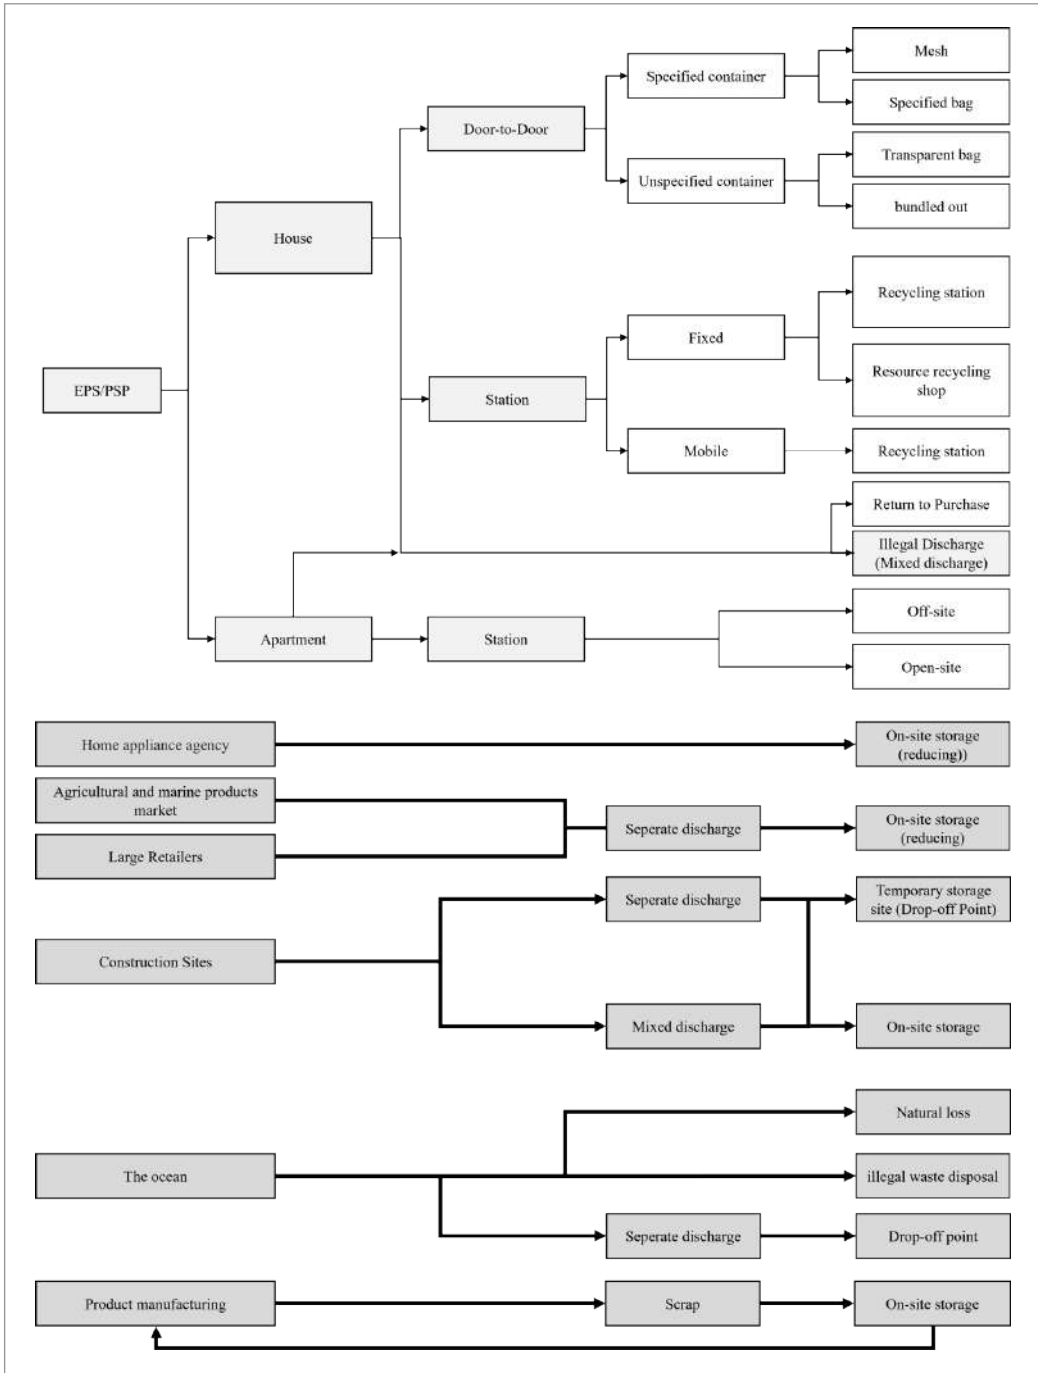 Mesh
Specified container
Specified bag
Door-to-Door
Transparent bag
Unspecified container
bundled out
House
Recycling station
Fixed
Resource recycling
shop
EPS/PSP
Station
Mobile
Recycling station
Return to Purchase
Illegal Discharge
(Mixed discharge)
Off-site
Apartment
Station
Open-site
Home appliance agency
On-site storage
(reducing))
Agricultural and marine products
market
Seperate discharge
On-site storage
(reducing)
Large Retailers
Seperate discharge
Temporary storage
site (Drop-off Point)
Construction Sites
Mixed discharge
On-site storage
Natural loss
The ocean
illegal waste disposal
Seperate discharge
Drop-off point
Product manufacturing
Scrap
On-site storage